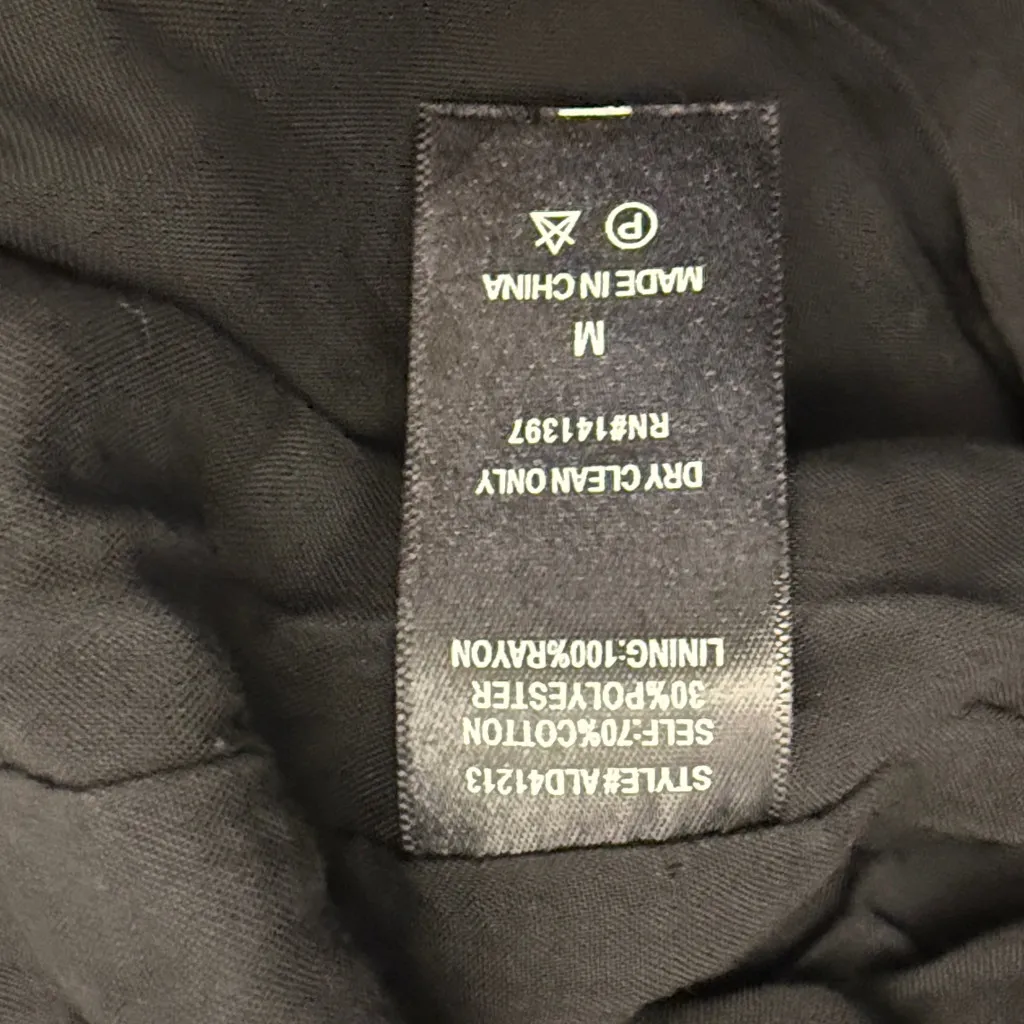 STYLE#ALD41213
SELF:70%COTTON
30%POLYESTER
LINING:100%RAYON
DRY CLEAN ONLY
RN#141397
M
MADE IN CHINA
P